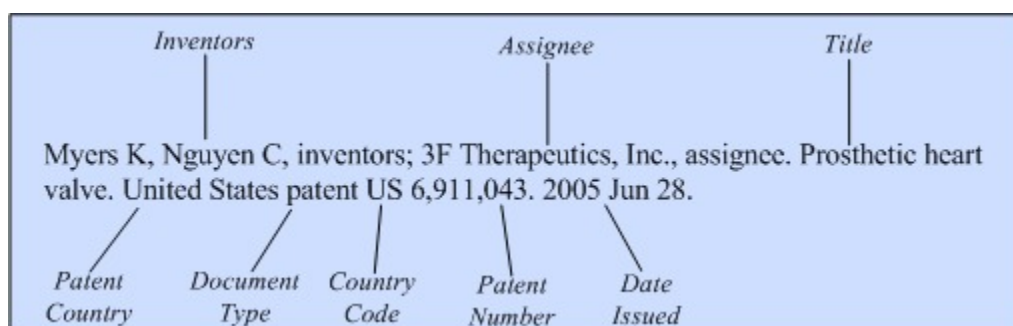 Inventors Assignee Title
Myers K, Nguyen C, inventors; 3F Therapeutics, Inc., assignee. Prosthetic heart
valve. United States patent US 6,911,043. 2005 Jun 28.
Patent Document Country Patent Date
Country Type Code Number Issued